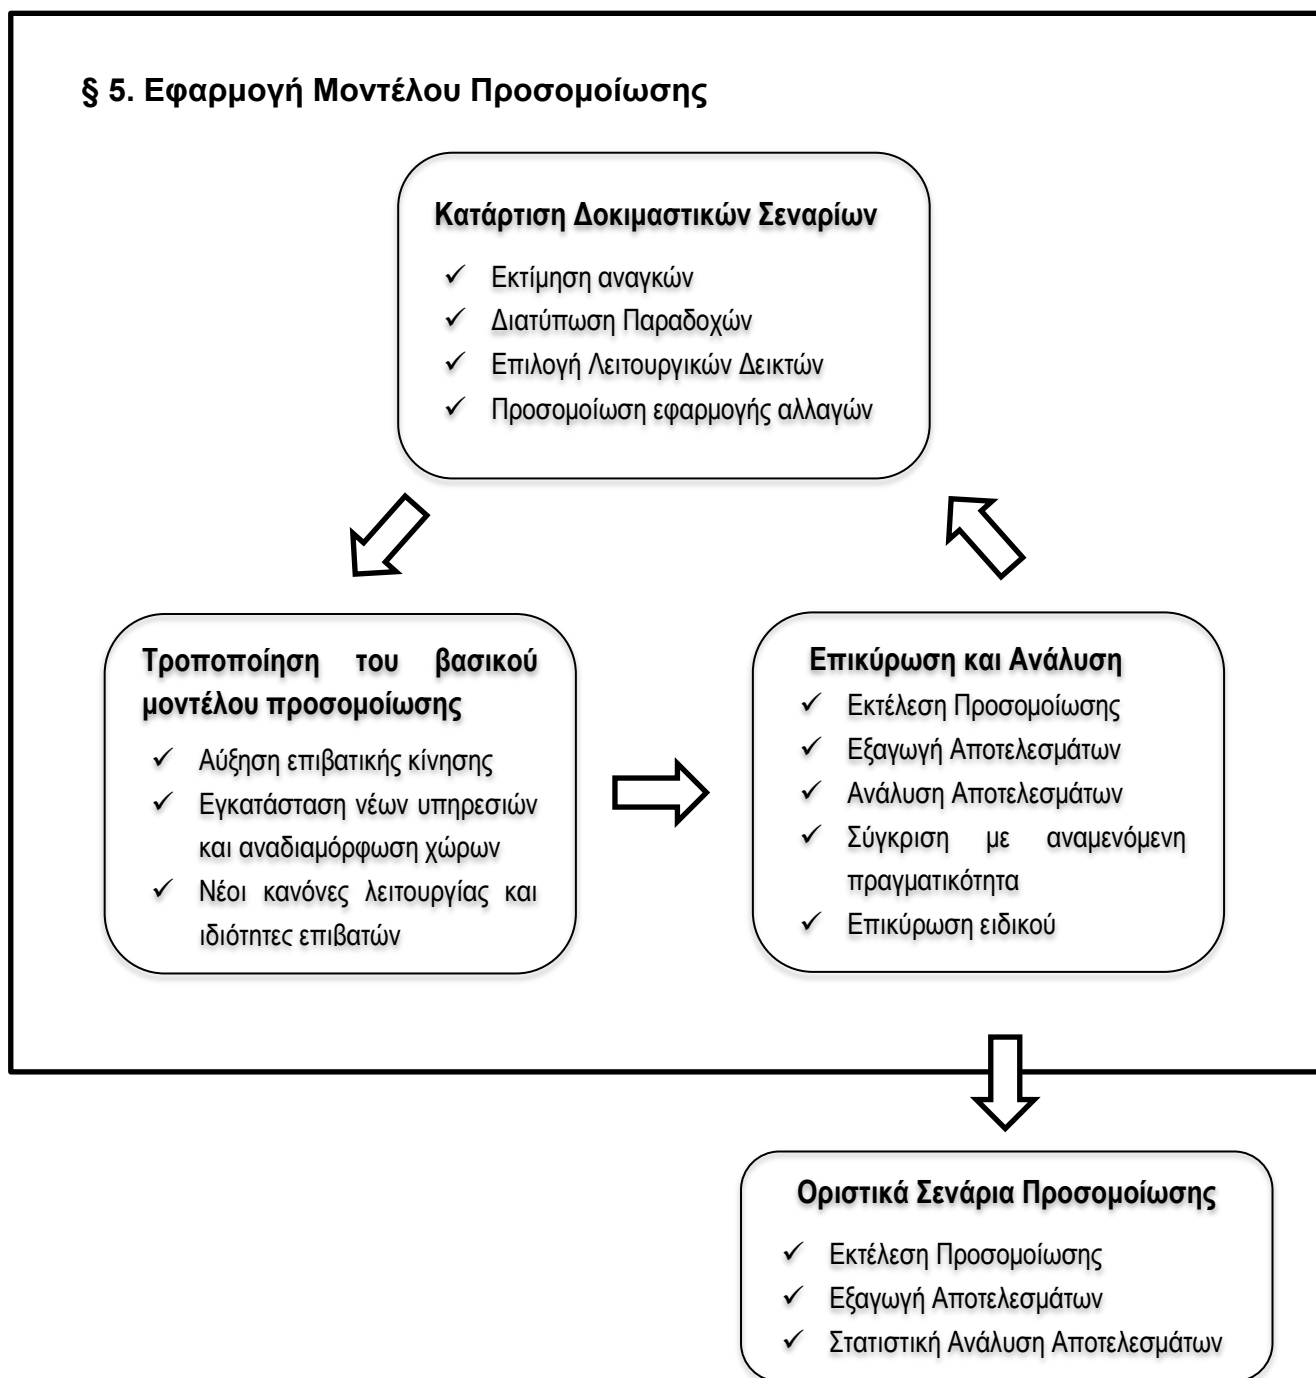 § 5. Εφαρμογή Μοντέλου Προσομοίωσης
Κατάρτιση Δοκιμαστικών Σεναρίων
✓ Εκτίμηση αναγκών
✓ Διατύπωση Παραδοχών
✓ Επιλογή Λειτουργικών Δεικτών
✓ Προσομοίωση εφαρμογής αλλαγών
Τροποποίηση του βασικού
μοντέλου προσομοίωσης
✓ Αύξηση επιβατικής κίνησης
✓ Εγκατάσταση νέων υπηρεσιών
και αναδιαμόρφωση χώρων
✓ Νέοι κανόνες λειτουργίας και
ιδιότητες επιβατών
Επικύρωση και Ανάλυση
✓ Εκτέλεση Προσομοίωσης
✓ Εξαγωγή Αποτελεσμάτων
✓ Ανάλυση Αποτελεσμάτων
✓ Σύγκριση με αναμενόμενη
πραγματικότητα
✓ Επικύρωση ειδικού
Οριστικά Σενάρια Προσομοίωσης
✓ Εκτέλεση Προσομοίωσης
✓ Εξαγωγή Αποτελεσμάτων
✓ Στατιστική Ανάλυση Αποτελεσμάτων